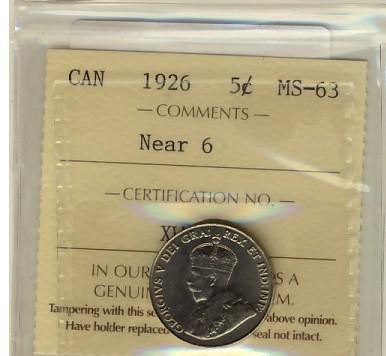 CAN 1926 5¢ MS-63
— COMMENTS —
Near 6
— CERTIFICATION NO. —
GEORGIVS V DEI GRA: REX ET IND: IMP:
IN OUR A
Tampering with this above opinion.
Have holder replaced seal not intact.